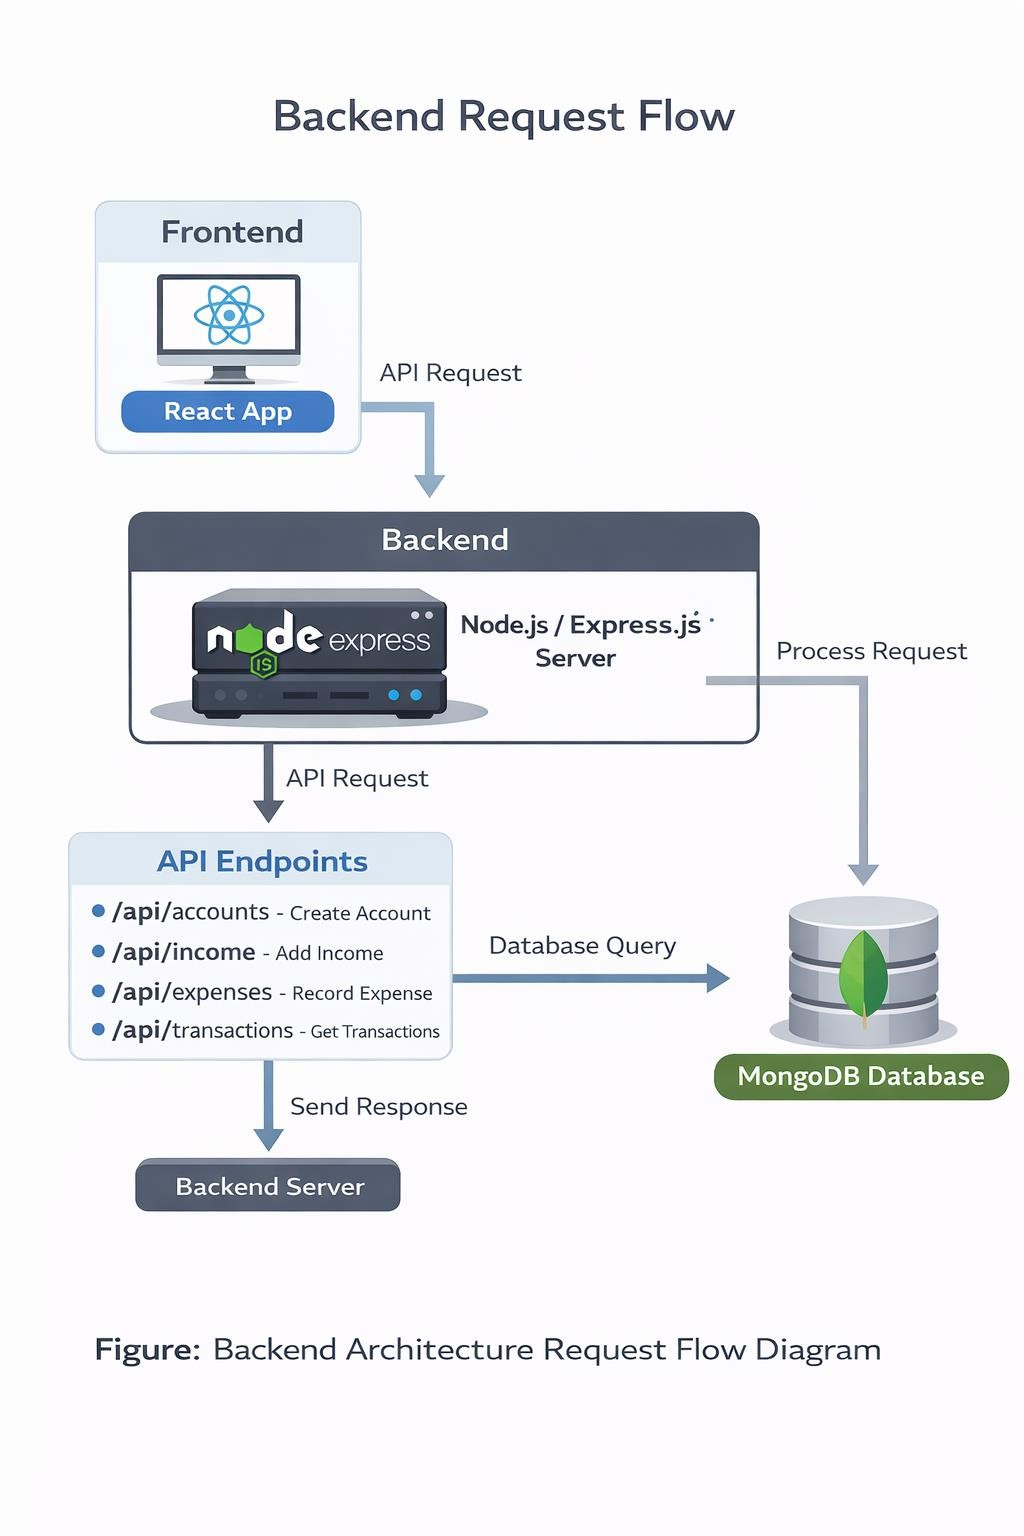 Backend Request Flow
Frontend
React App
API Request
Backend
node express
JS
Node.js / Express.js
Server
Process Request
API Request
API Endpoints
/api/accounts - Create Account
/api/income - Add Income
/api/expenses - Record Expense
/api/transactions - Get Transactions
Database Query
MongoDB Database
Send Response
Backend Server
Figure: Backend Architecture Request Flow Diagram